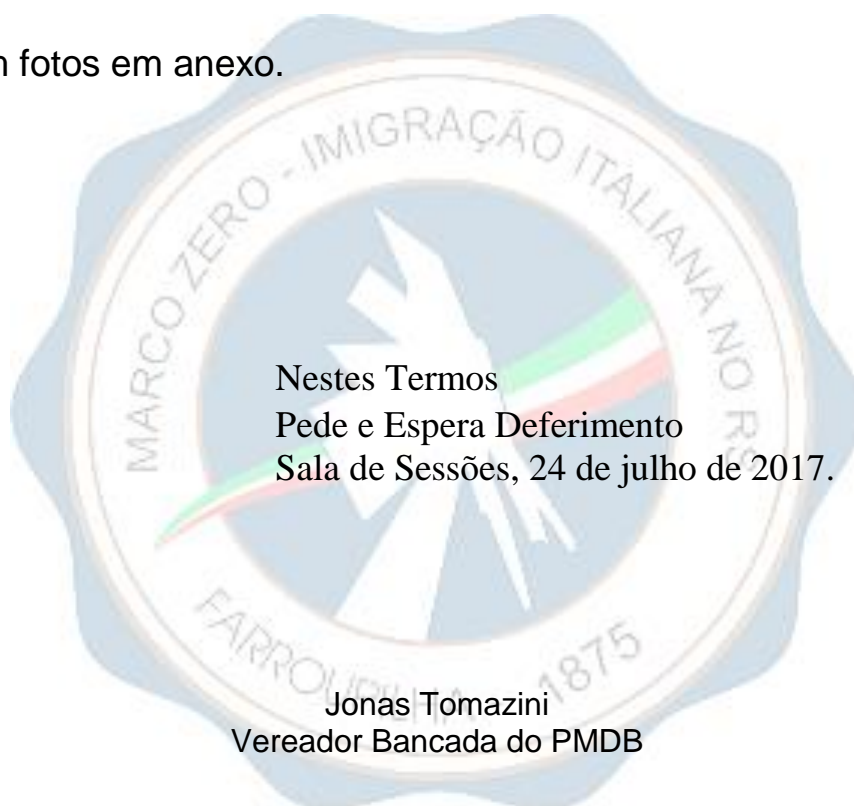 fotos em anexo.
MARCO ZERO - IMIGRAÇÃO ITALIANA NO RS
Nestes Termos
Pede e Espera Deferimento
Sala de Sessões, 24 de julho de 2017.
FARROUPILHA - 1875
Jonas Tomazini
Vereador Bancada do PMDB